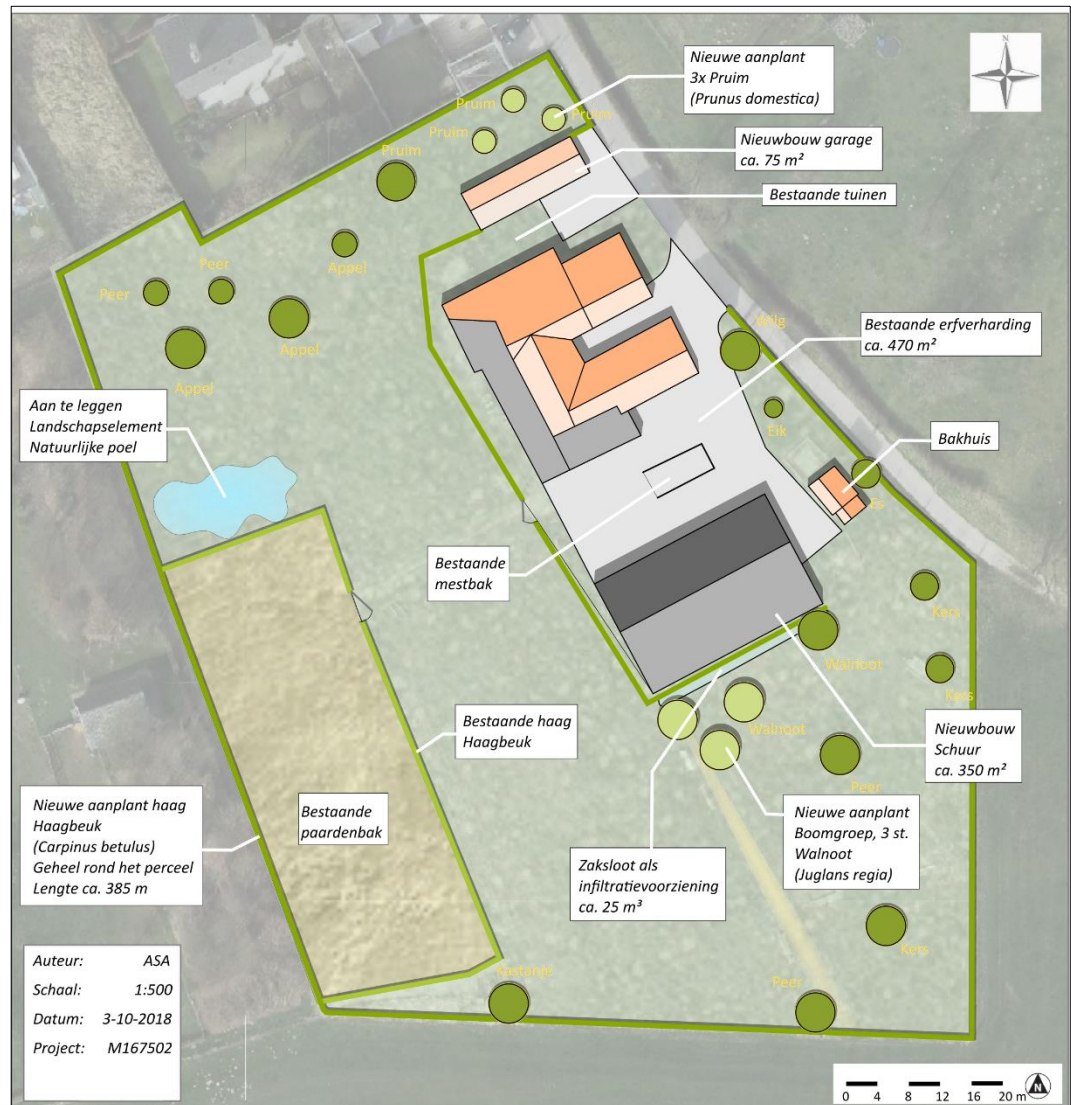 N
Nieuwe aanplant
3x Pruim
(Prunus domestica)
Pruim
Pruim
Pruim
Pruim
Nieuwbouw garage
ca. 75 m²
Bestaande tuinen
Appel
Peer
Peer
Appel
Appel
Wilg
Bestaande erfverharding
ca. 470 m²
Aan te leggen
Landschapselement
Natuurlijke poel
Eik
Bakhuis
Es
Bestaande
mestbak
Kers
Walnoot
Kers
Bestaande haag
Haagbeuk
Walnoot
Nieuwbouw
Schuur
ca. 350 m²
Peer
Nieuwe aanplant haag
Haagbeuk
(Carpinus betulus)
Geheel rond het perceel
Lengte ca. 385 m
Bestaande
paardenbak
Nieuwe aanplant
Boomgroep, 3 st.
Walnoot
(Juglans regia)
Zaksloot als
infiltratievoorziening
ca. 25 m³
Kers
Kastanje
Peer
Auteur: ASA
Schaal: 1:500
Datum: 3-10-2018
Project: M167502
0 4 8 12 16 20 m
N